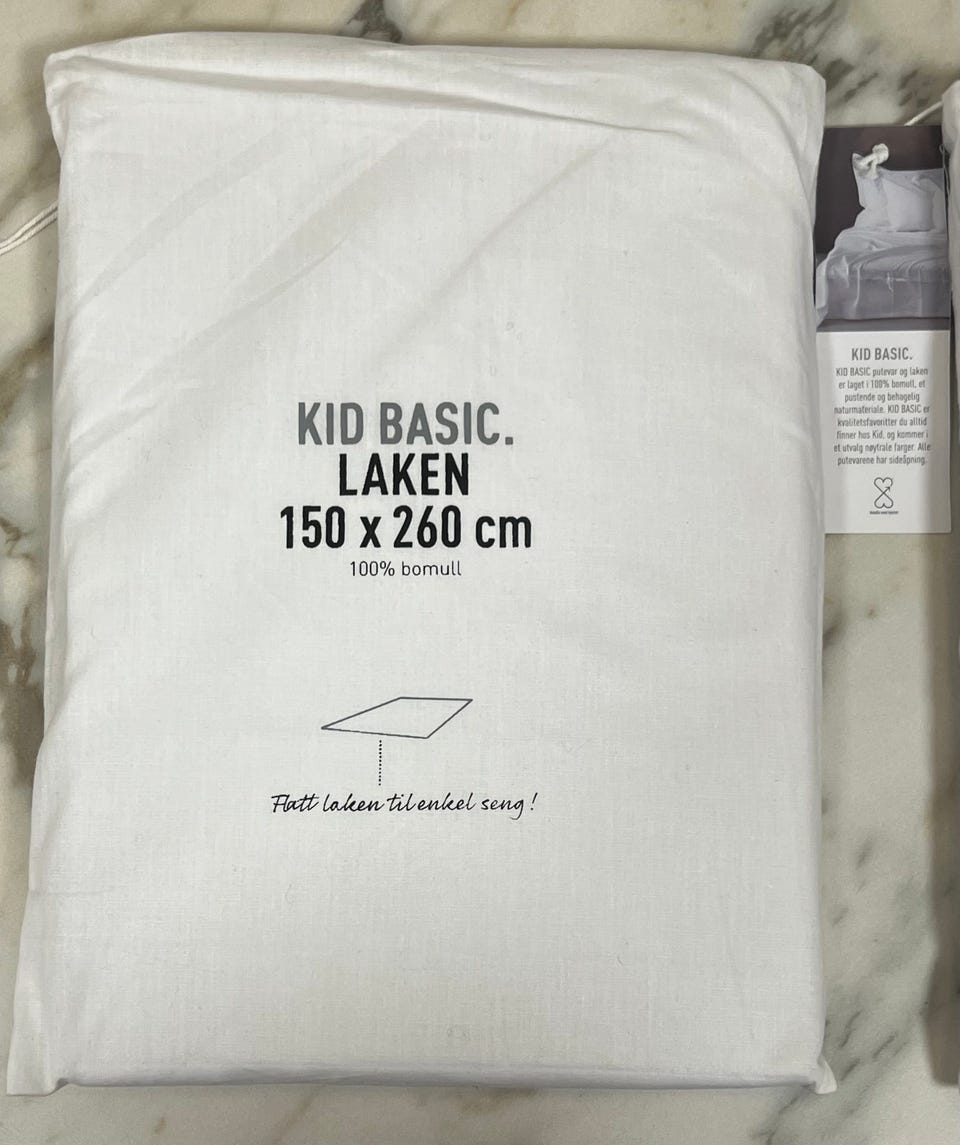 KID BASIC.
LAKEN
150 x 260 cm
100% bomull
Flatt laken til enkel seng!
KID BASIC.
KID BASIC putevar og laken
er laget i 100% bomull, et
pustende og behagelig
naturmateriale. KID BASIC er
kvalitetsfavoritter du alltid
finner hos Kid, og kommer i
et utvalg nøytrale farger. Alle
putevarene har sideåpning.